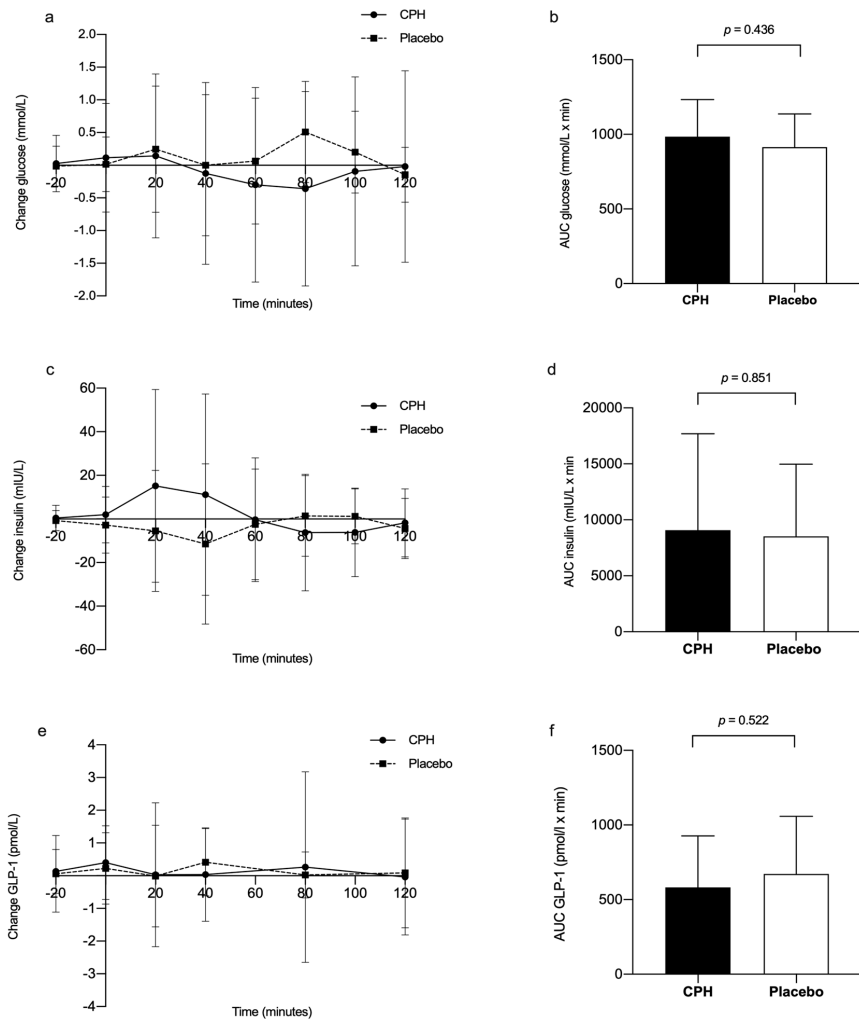 a
CPH
Placebo
2.0
1.5
1.0
0.5
-0.5
-1.0
-1.5
-2.0
-20
20
40
60
80
100
120
Change glucose (mmol/L)
Time (minutes)
b
p = 0.436
1500
1000
500
0
AUC glucose (mmol/L x min)
CPH
Placebo
c
CPH
Placebo
60
40
20
-20
-40
-60
-20
20
40
60
80
100
120
Change insulin (mIU/L)
Time (minutes)
d
p = 0.851
20000
15000
10000
5000
0
AUC insulin (mIU/L x min
CPH
Placebo
e
CPH
Placebo
4
3
2
1
-1
-2
-3
-4
-20
20
40
60
80
100
120
Change GLP-1 (pmol/L)
Time (minutes)
f
p = 0.522
1500
1000
500
0
AUC GLP-1 (pmol/l x min)
CPH
Placebo